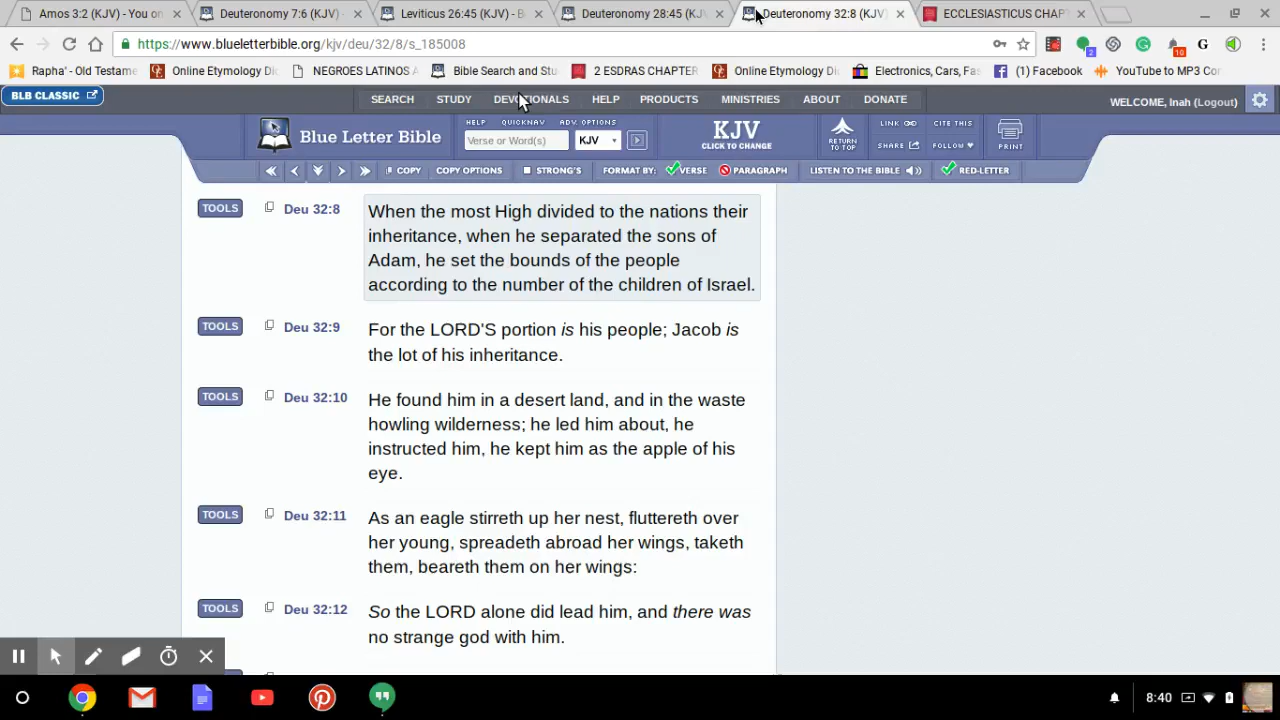 Amos 3:2 (KJV) - You on
Deuteronomy 7:6 (KJV) -
Leviticus 26:45 (KJV) - B
Deuteronomy 28:45 (KJV)
Deuteronomy 32:8 (KJV)
ECCLESIASTICUS CHAP
https://www.blueletterbible.org/kjv/deu/32/8/s_185008
2
10
G
Rapha' - Old Testame
Online Etymology Dic
NEGROES LATINOS A
Bible Search and Stu
2 ESDRAS CHAPTER
Online Etymology Dic
Electronics, Cars, Fas
(1) Facebook
YouTube to MP3 Con
BLB CLASSIC
SEARCH
STUDY
DEVOTIONALS
HELP
PRODUCTS
MINISTRIES
ABOUT
DONATE
WELCOME, Inah (Logout)
Blue Letter Bible
HELP
QUICKNAV
ADV. OPTIONS
Verse or Word(s)
KJV
KJV
CLICK TO CHANGE
RETURN
TO TOP
LINK
CITE THIS
SHARE
FOLLOW
PRINT
COPY
COPY OPTIONS
STRONG'S
FORMAT BY:
VERSE
PARAGRAPH
LISTEN TO THE BIBLE
RED-LETTER
TOOLS
Deu 32:8
When the most High divided to the nations their
inheritance, when he separated the sons of
Adam, he set the bounds of the people
according to the number of the children of Israel.
TOOLS
Deu 32:9
For the LORD'S portion is his people; Jacob is
the lot of his inheritance.
TOOLS
Deu 32:10
He found him in a desert land, and in the waste
howling wilderness; he led him about, he
instructed him, he kept him as the apple of his
eye.
TOOLS
Deu 32:11
As an eagle stirreth up her nest, fluttereth over
her young, spreadeth abroad her wings, taketh
them, beareth them on her wings:
TOOLS
Deu 32:12
So the LORD alone did lead him, and there was
no strange god with him.
8:40